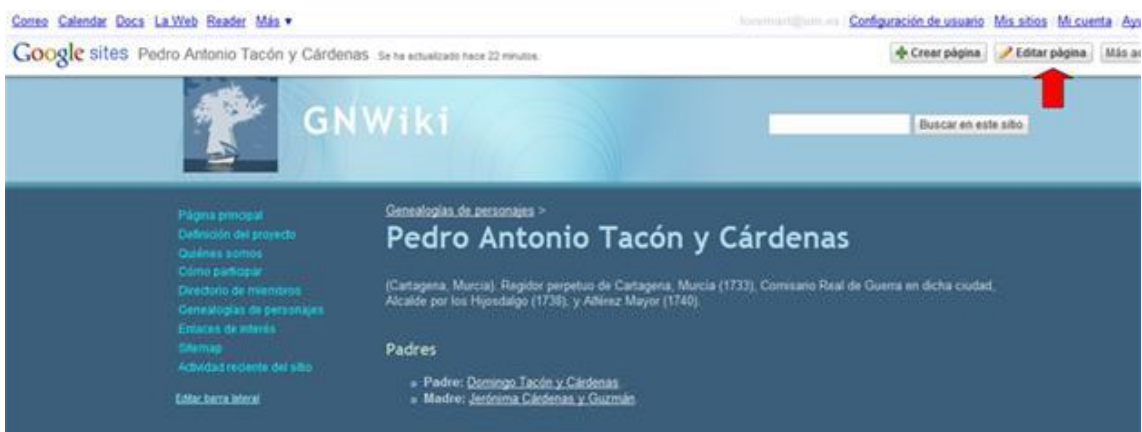 Correo Calendar Docs La Web Reader Más ▾
Configuración de usuario Mis sitios Mi cuenta
Google sites Pedro Antonio Tacón y Cárdenas Se ha actualizado hace 22 minutos.
Crear página Editar página Más
GNWiki
Buscar en este sitio
Página principal
Definición del proyecto
Quiénes somos
Cómo participar
Directorio de miembros
Genealogías de personajes
Enlaces de interés
Sitemap
Actividad reciente del sitio
Editar barra lateral
Genealogías de personajes >
Pedro Antonio Tacón y Cárdenas
(Cartagena, Murcia). Regidor perpetuo de Cartagena, Murcia (1733), Comisario Real de Guerra en dicha ciudad,
Alcalde por los Hijosdalgo (1738), y Alférez Mayor (1740).
Padres
Padre: Domingo Tacón y Cárdenas
Madre: Jerónima Cárdenas y Guzmán